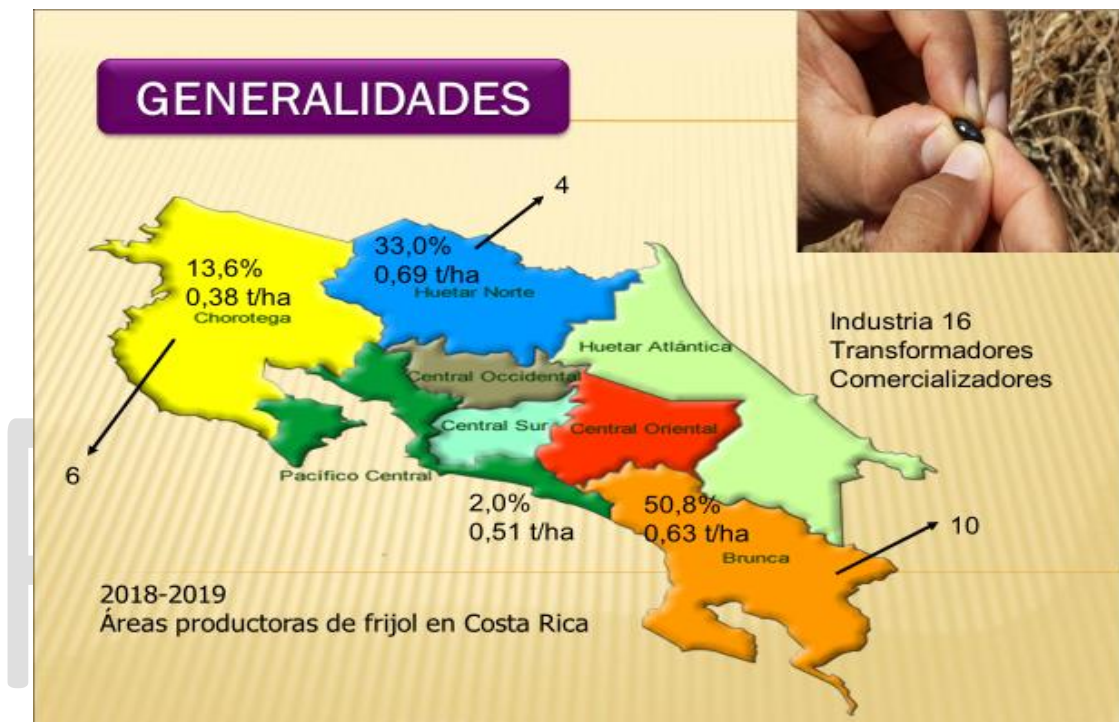 GENERALIDADES
4
33,0%
0,69 t/ha
Huetar Norte
13,6%
0,38 t/ha
Chorotega
Huetar Atlántica
Industria 16
Transformadores
Comercializadores
Central Occidental
Central Sur
Central Oriental
6
Pacífico Central
2,0%
0,51 t/ha
50,8%
0,63 t/ha
Brunca
10
2018-2019
Áreas productoras de frijol en Costa Rica